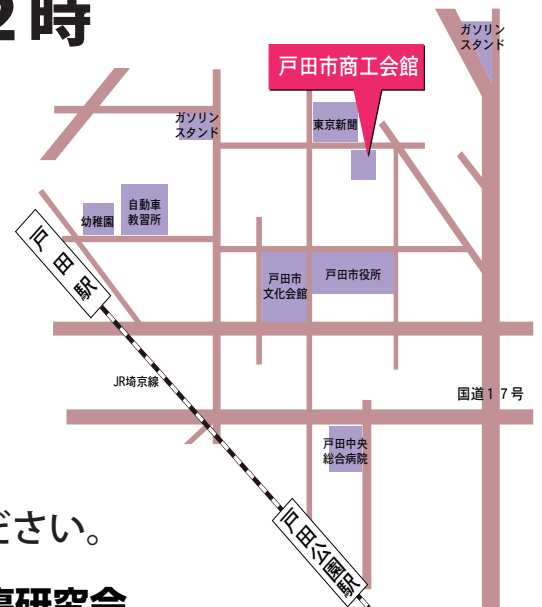 2時
ガソリン
スタンド
戸田市商工会館
ガソリン
スタンド
東京新聞
自動車
教習所
幼稚園
戸田駅
戸田市
文化会館
戸田市役所
JR埼京線
国道17号
戸田中央
総合病院
ださい。
戸田公園駅
研究会